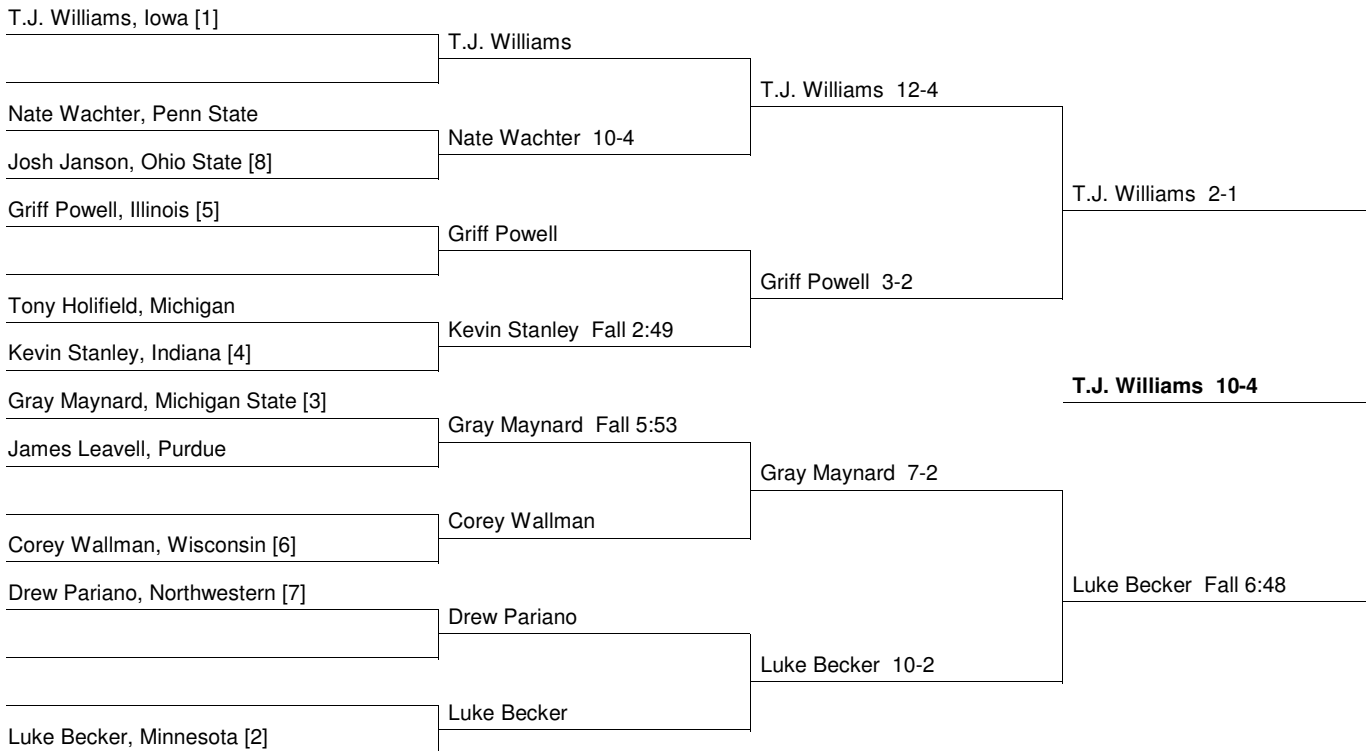 T.J. Williams, Iowa [1]
T.J. Williams
T.J. Williams  12-4
Nate Wachter, Penn State
Nate Wachter  10-4
Josh Janson, Ohio State [8]
T.J. Williams  2-1
Griff Powell, Illinois [5]
Griff Powell
Griff Powell  3-2
Tony Holifield, Michigan
Kevin Stanley  Fall 2:49
Kevin Stanley, Indiana [4]
T.J. Williams  10-4
Gray Maynard, Michigan State [3]
Gray Maynard  Fall 5:53
James Leavell, Purdue
Gray Maynard  7-2
Corey Wallman
Corey Wallman, Wisconsin [6]
Luke Becker  Fall 6:48
Drew Pariano, Northwestern [7]
Drew Pariano
Luke Becker  10-2
Luke Becker
Luke Becker, Minnesota [2]